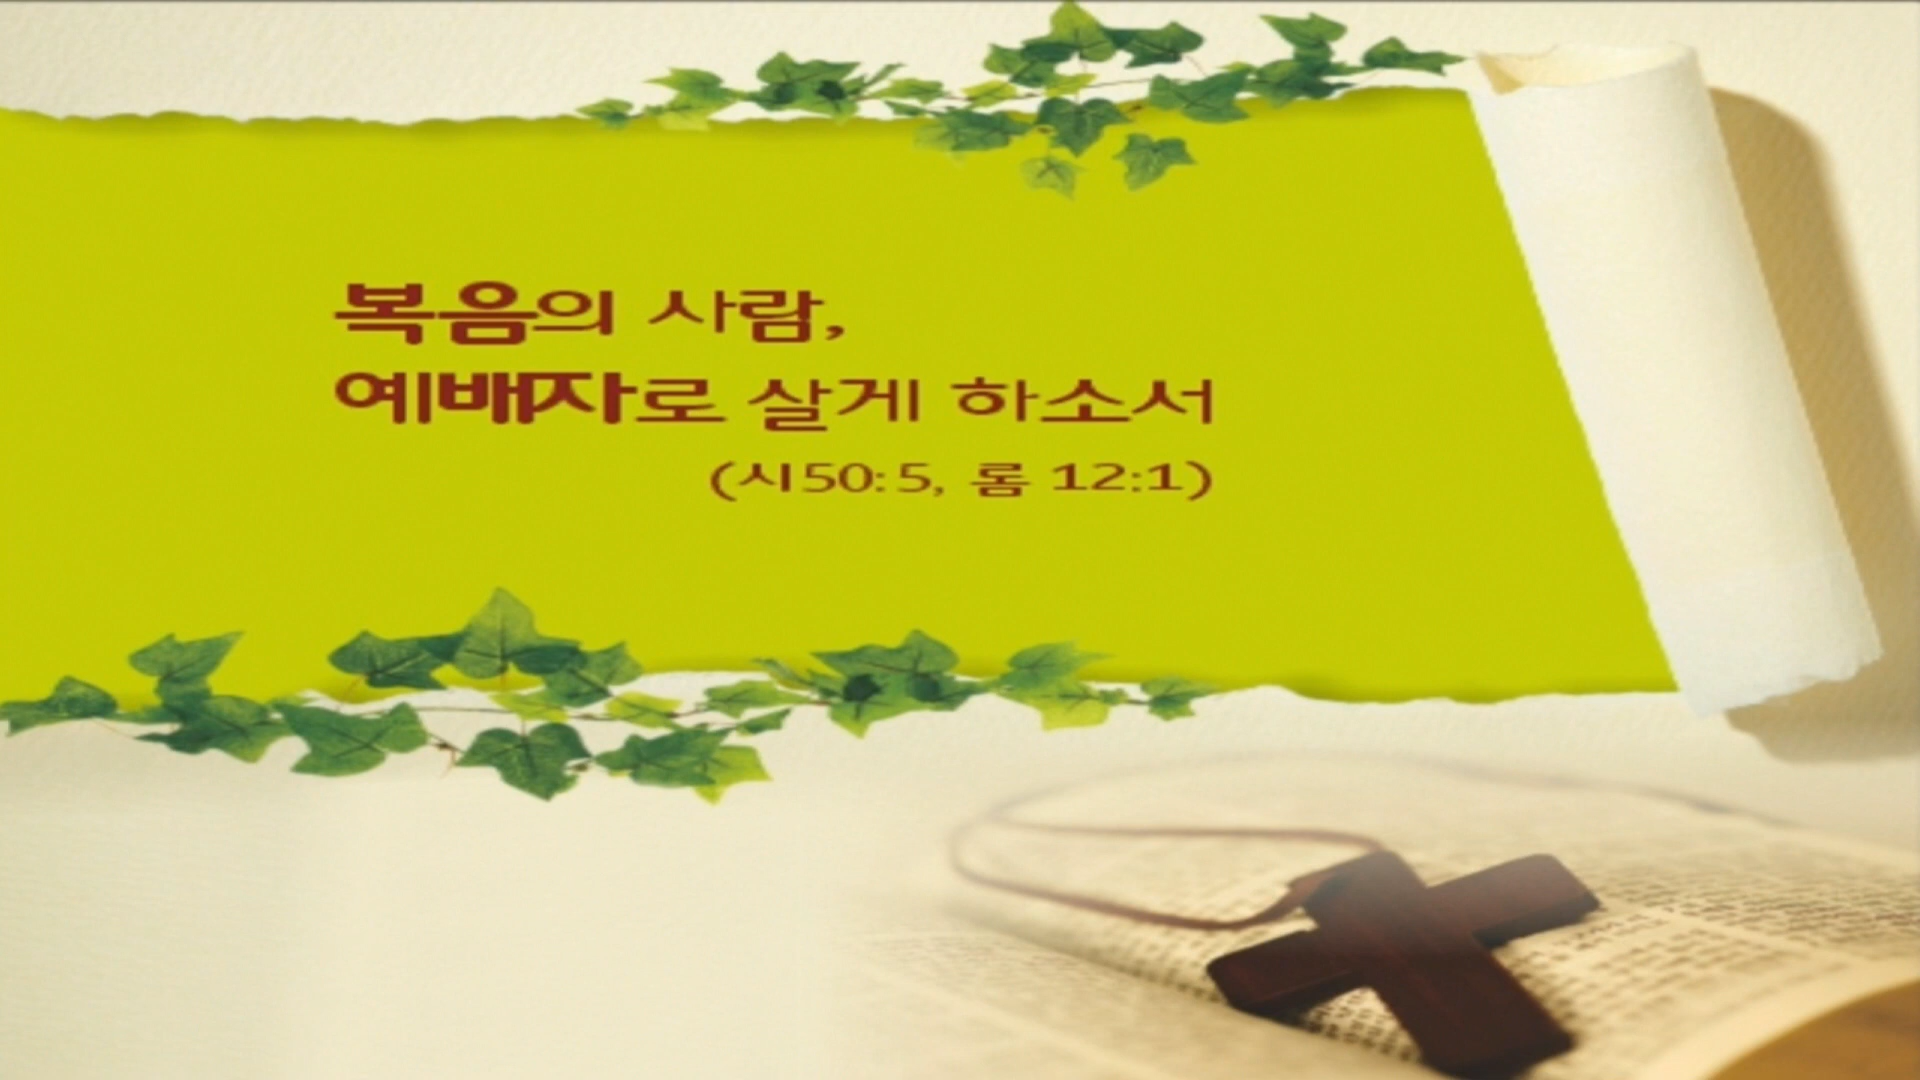 복음의 사람,
예배자로 살게 하소서
(시50:5, 롬 12:1)